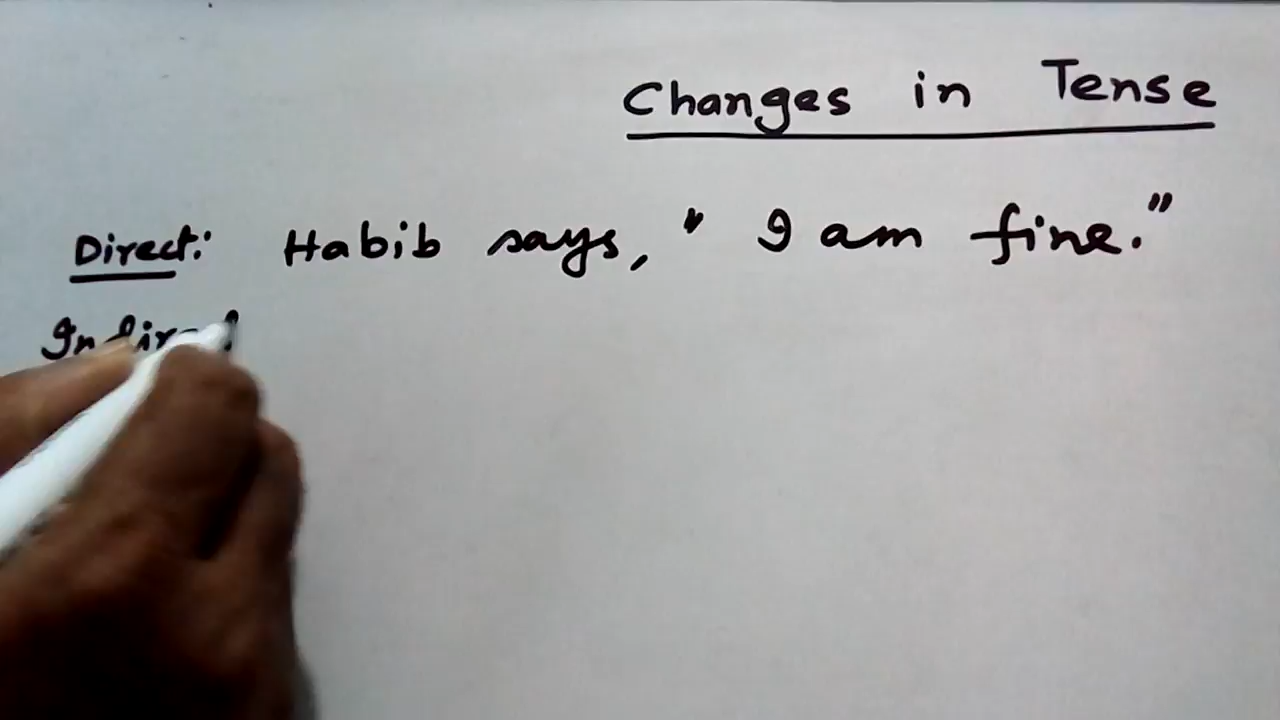 Changes in Tense
Direct: Habib says, " I am fine."